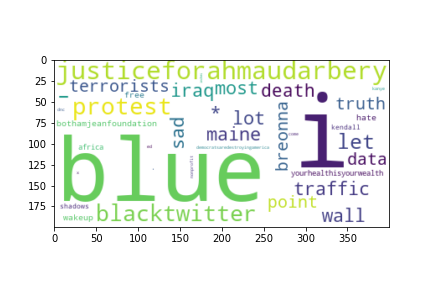 0
25
50
75
100
125
150
175
0 50 100 150 200 250 300 350
justiceforahmaudarbery
terrorists
iraq
most
death
free
protest
*
lot
truth
hate
bothamjeanfoundation
sad
maine
breonna
i
kendall
let
africa
blue
data
yourhealthisyourwealth
traffic
shadows
wakeup
blacktwitter
point
wall